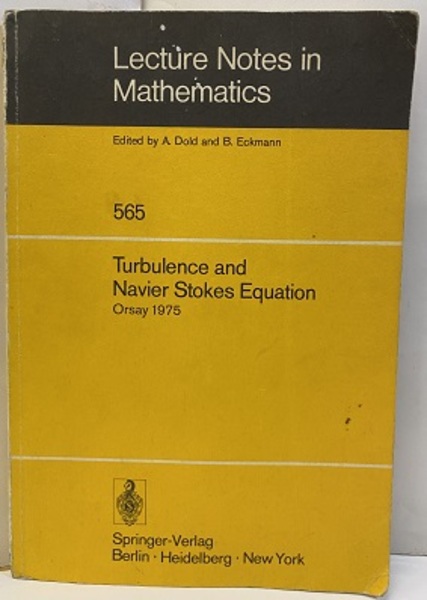 Lecture Notes in
Mathematics
Edited by A. Dold and B. Eckmann
565
Turbulence and
Navier Stokes Equation
Orsay 1975
Springer-Verlag
Berlin · Heidelberg · New York